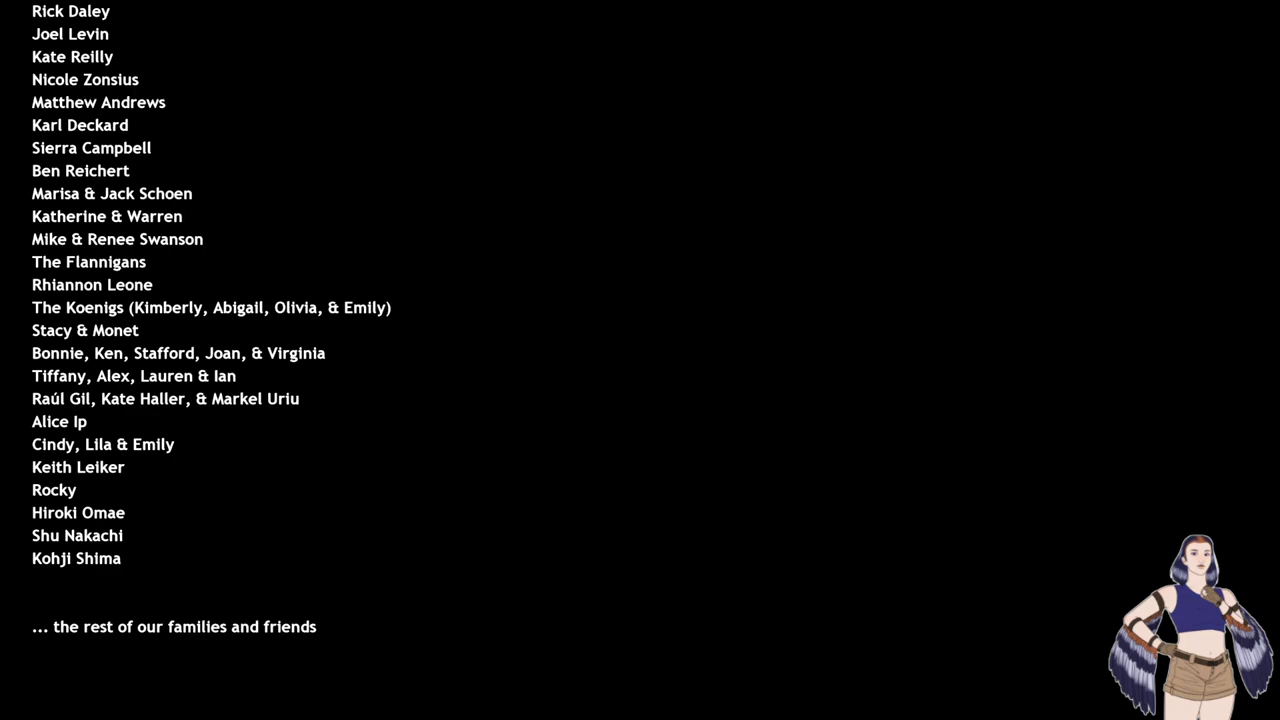 Rick Daley
Joel Levin
Kate Reilly
Nicole Zonsius
Matthew Andrews
Karl Deckard
Sierra Campbell
Ben Reichert
Marisa & Jack Schoen
Katherine & Warren
Mike & Renee Swanson
The Flannigans
Rhiannon Leone
The Koenigs (Kimberly, Abigail, Olivia, & Emily)
Stacy & Monet
Bonnie, Ken, Stafford, Joan, & Virginia
Tiffany, Alex, Lauren & Ian
Raúl Gil, Kate Haller, & Markel Uriu
Alice Ip
Cindy, Lila & Emily
Keith Leiker
Rocky
Hiroki Omae
Shu Nakachi
Kohji Shima
... the rest of our families and friends